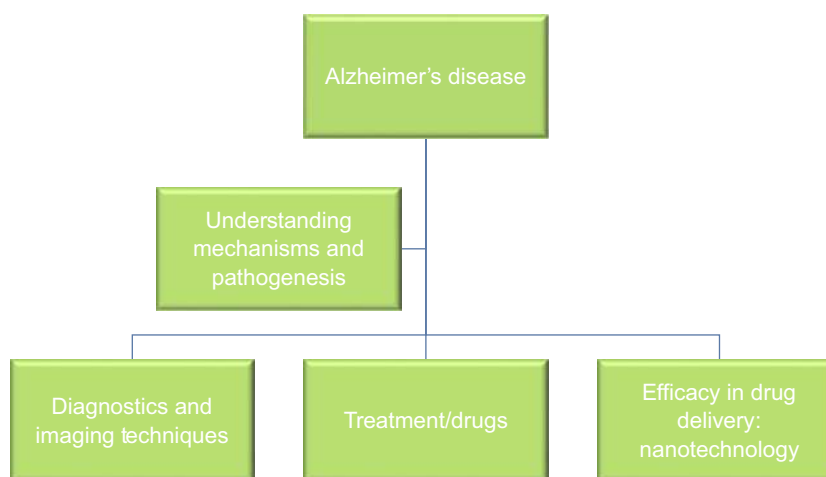 Alzheimer’s disease
Understanding
mechanisms and
pathogenesis
Diagnostics and
imaging techniques
Treatment/drugs
Efficacy in drug
delivery:
nanotechnology